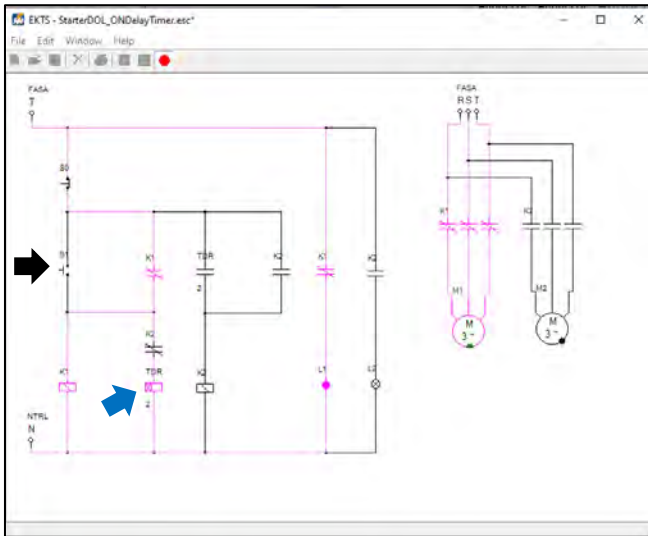 EKTS - StarterDOL_ONDelayTimer.esc*
File Edit Window Help
FASA
T
FASA
R S T
S0
S1
K1
TDR
2
K2
K1
K2
K1
K2
M1
M2
M
3 ~
M
3 ~
K2
K1
TDR
2
K2
L1
L2
NTRL
N